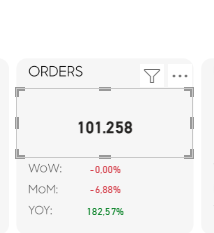 ORDERS
101.258
WoW: -0,00%
MoM: -6,88%
YOY: 182,57%